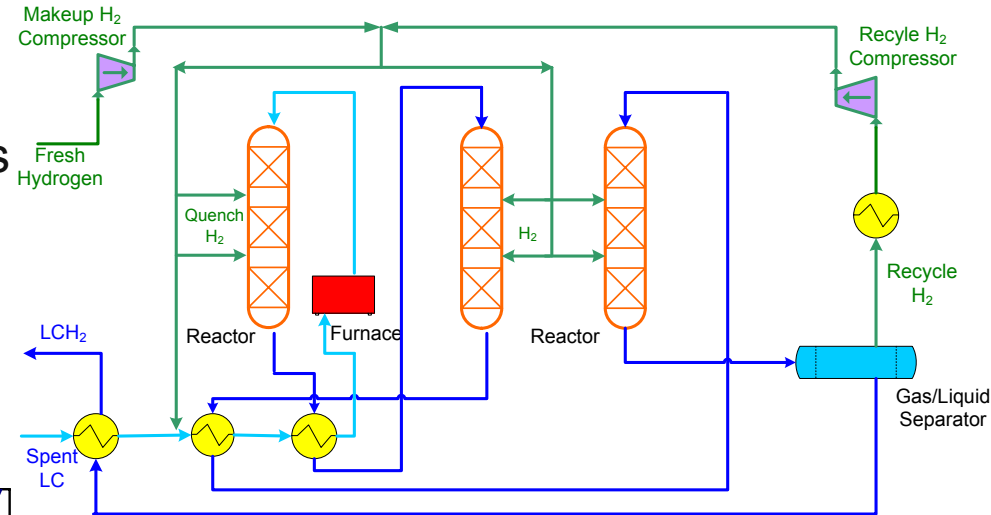 Makeup H2
Compressor
Recyle H2
Compressor
s
Fresh
Hydrogen
Quench
H2
H2
Recycle
H2
Reactor
Furnace
Reactor
LCH2
Gas/Liquid
Separator
Spent
LC